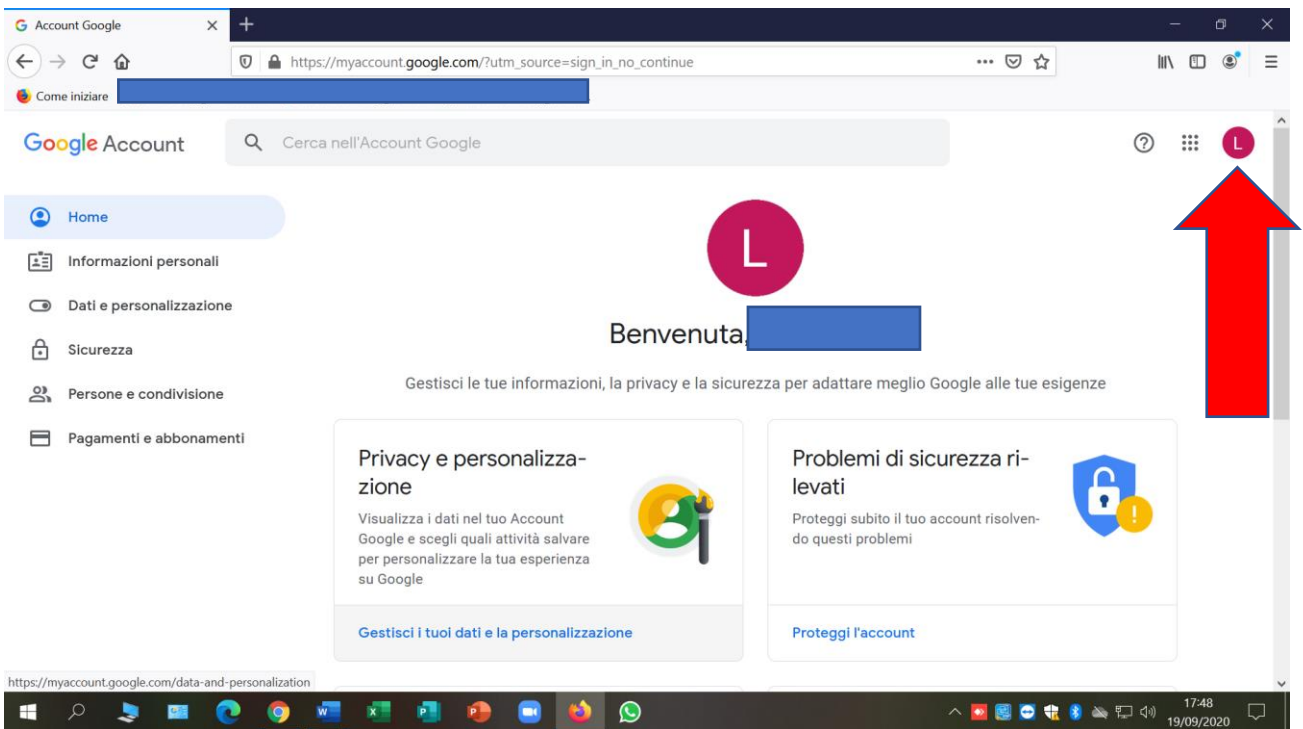 Account Google
https://myaccount.google.com/?utm_source=sign_in_no_continue
Come iniziare
Google Account
Cerca nell'Account Google
L
Home
Informazioni personali
Dati e personalizzazione
Sicurezza
Persone e condivisione
Pagamenti e abbonamenti
L
Benvenuta,
Gestisci le tue informazioni, la privacy e la sicurezza per adattare meglio Google alle tue esigenze
Privacy e personalizza-
zione
Visualizza i dati nel tuo Account
Google e scegli quali attività salvare
per personalizzare la tua esperienza
su Google
Gestisci i tuoi dati e la personalizzazione
Problemi di sicurezza ri-
levati
Proteggi subito il tuo account risolven-
do questi problemi
Proteggi l'account
https://myaccount.google.com/data-and-personalization
17:48
19/09/2020